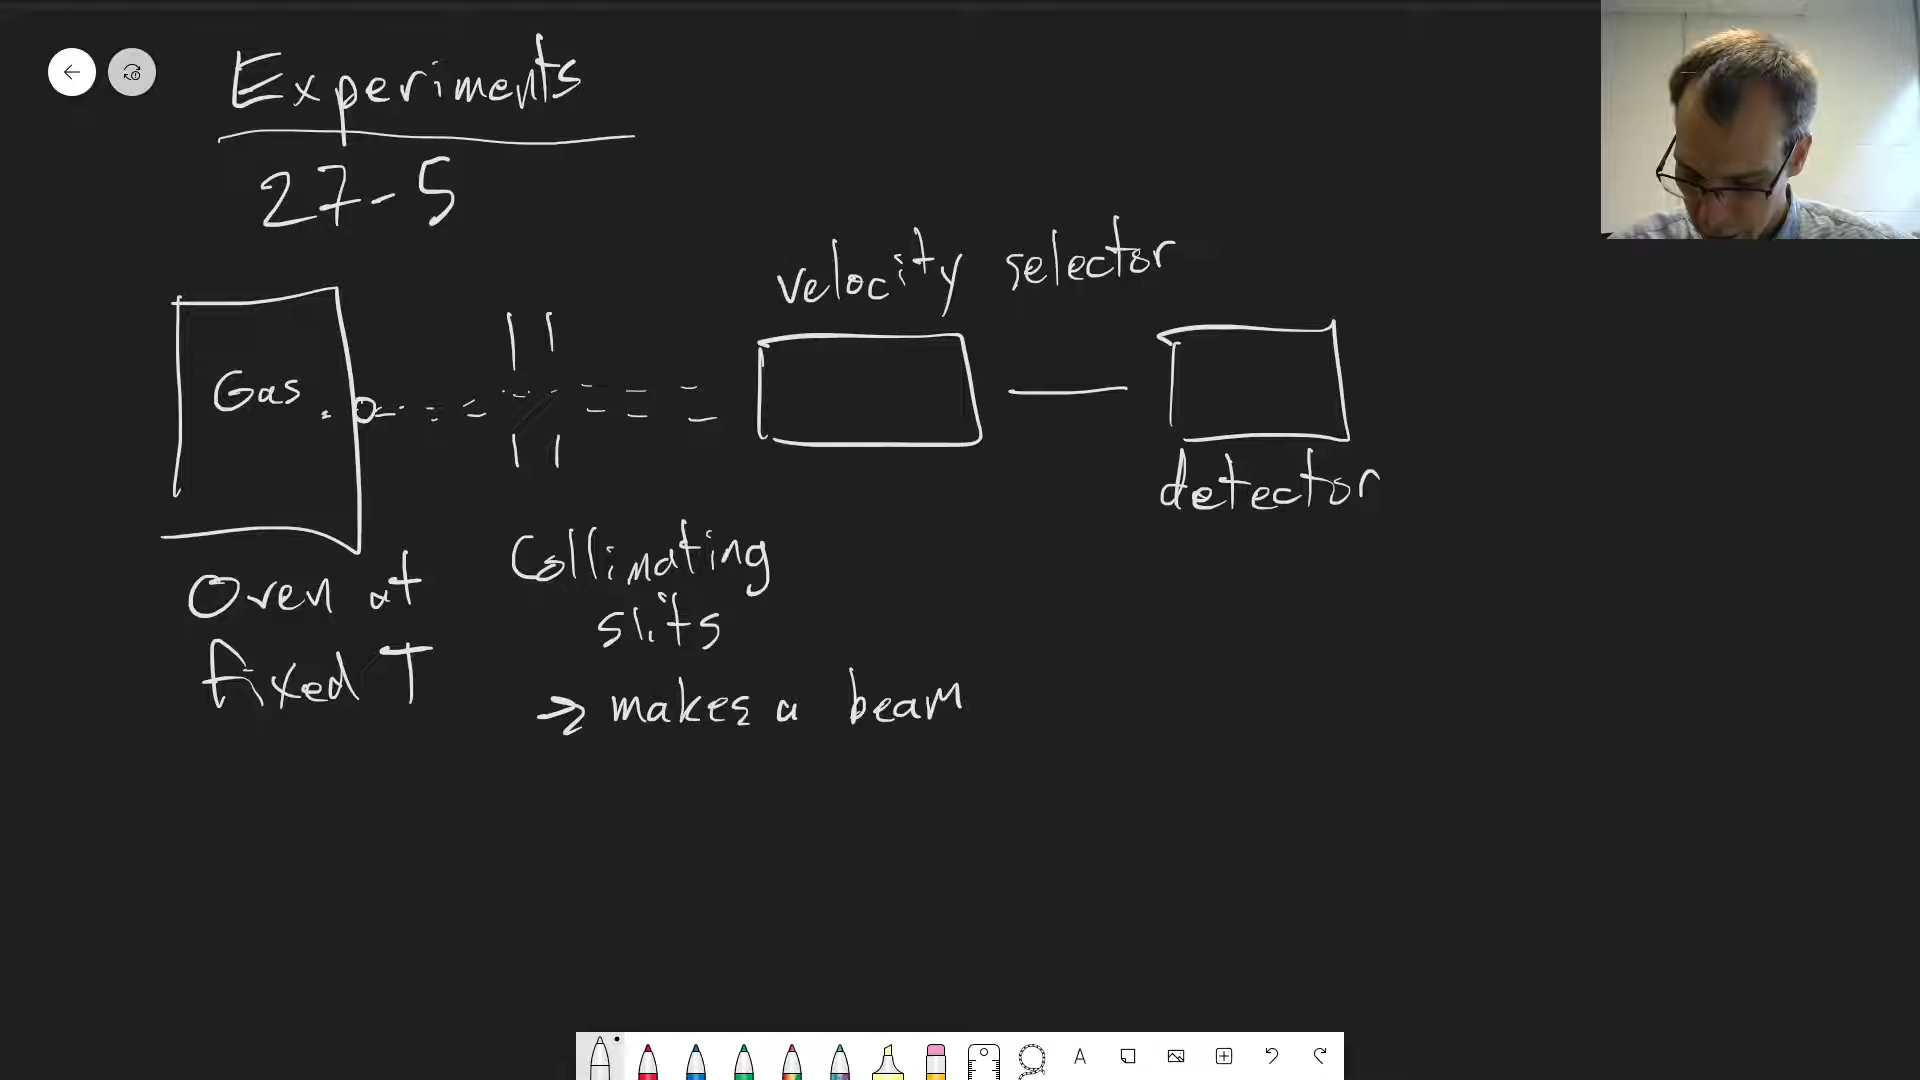 Experiments
27-5
velocity selector
Gas
detector
Oven at
fixed T
Collimating
slits
→ makes a beam
A